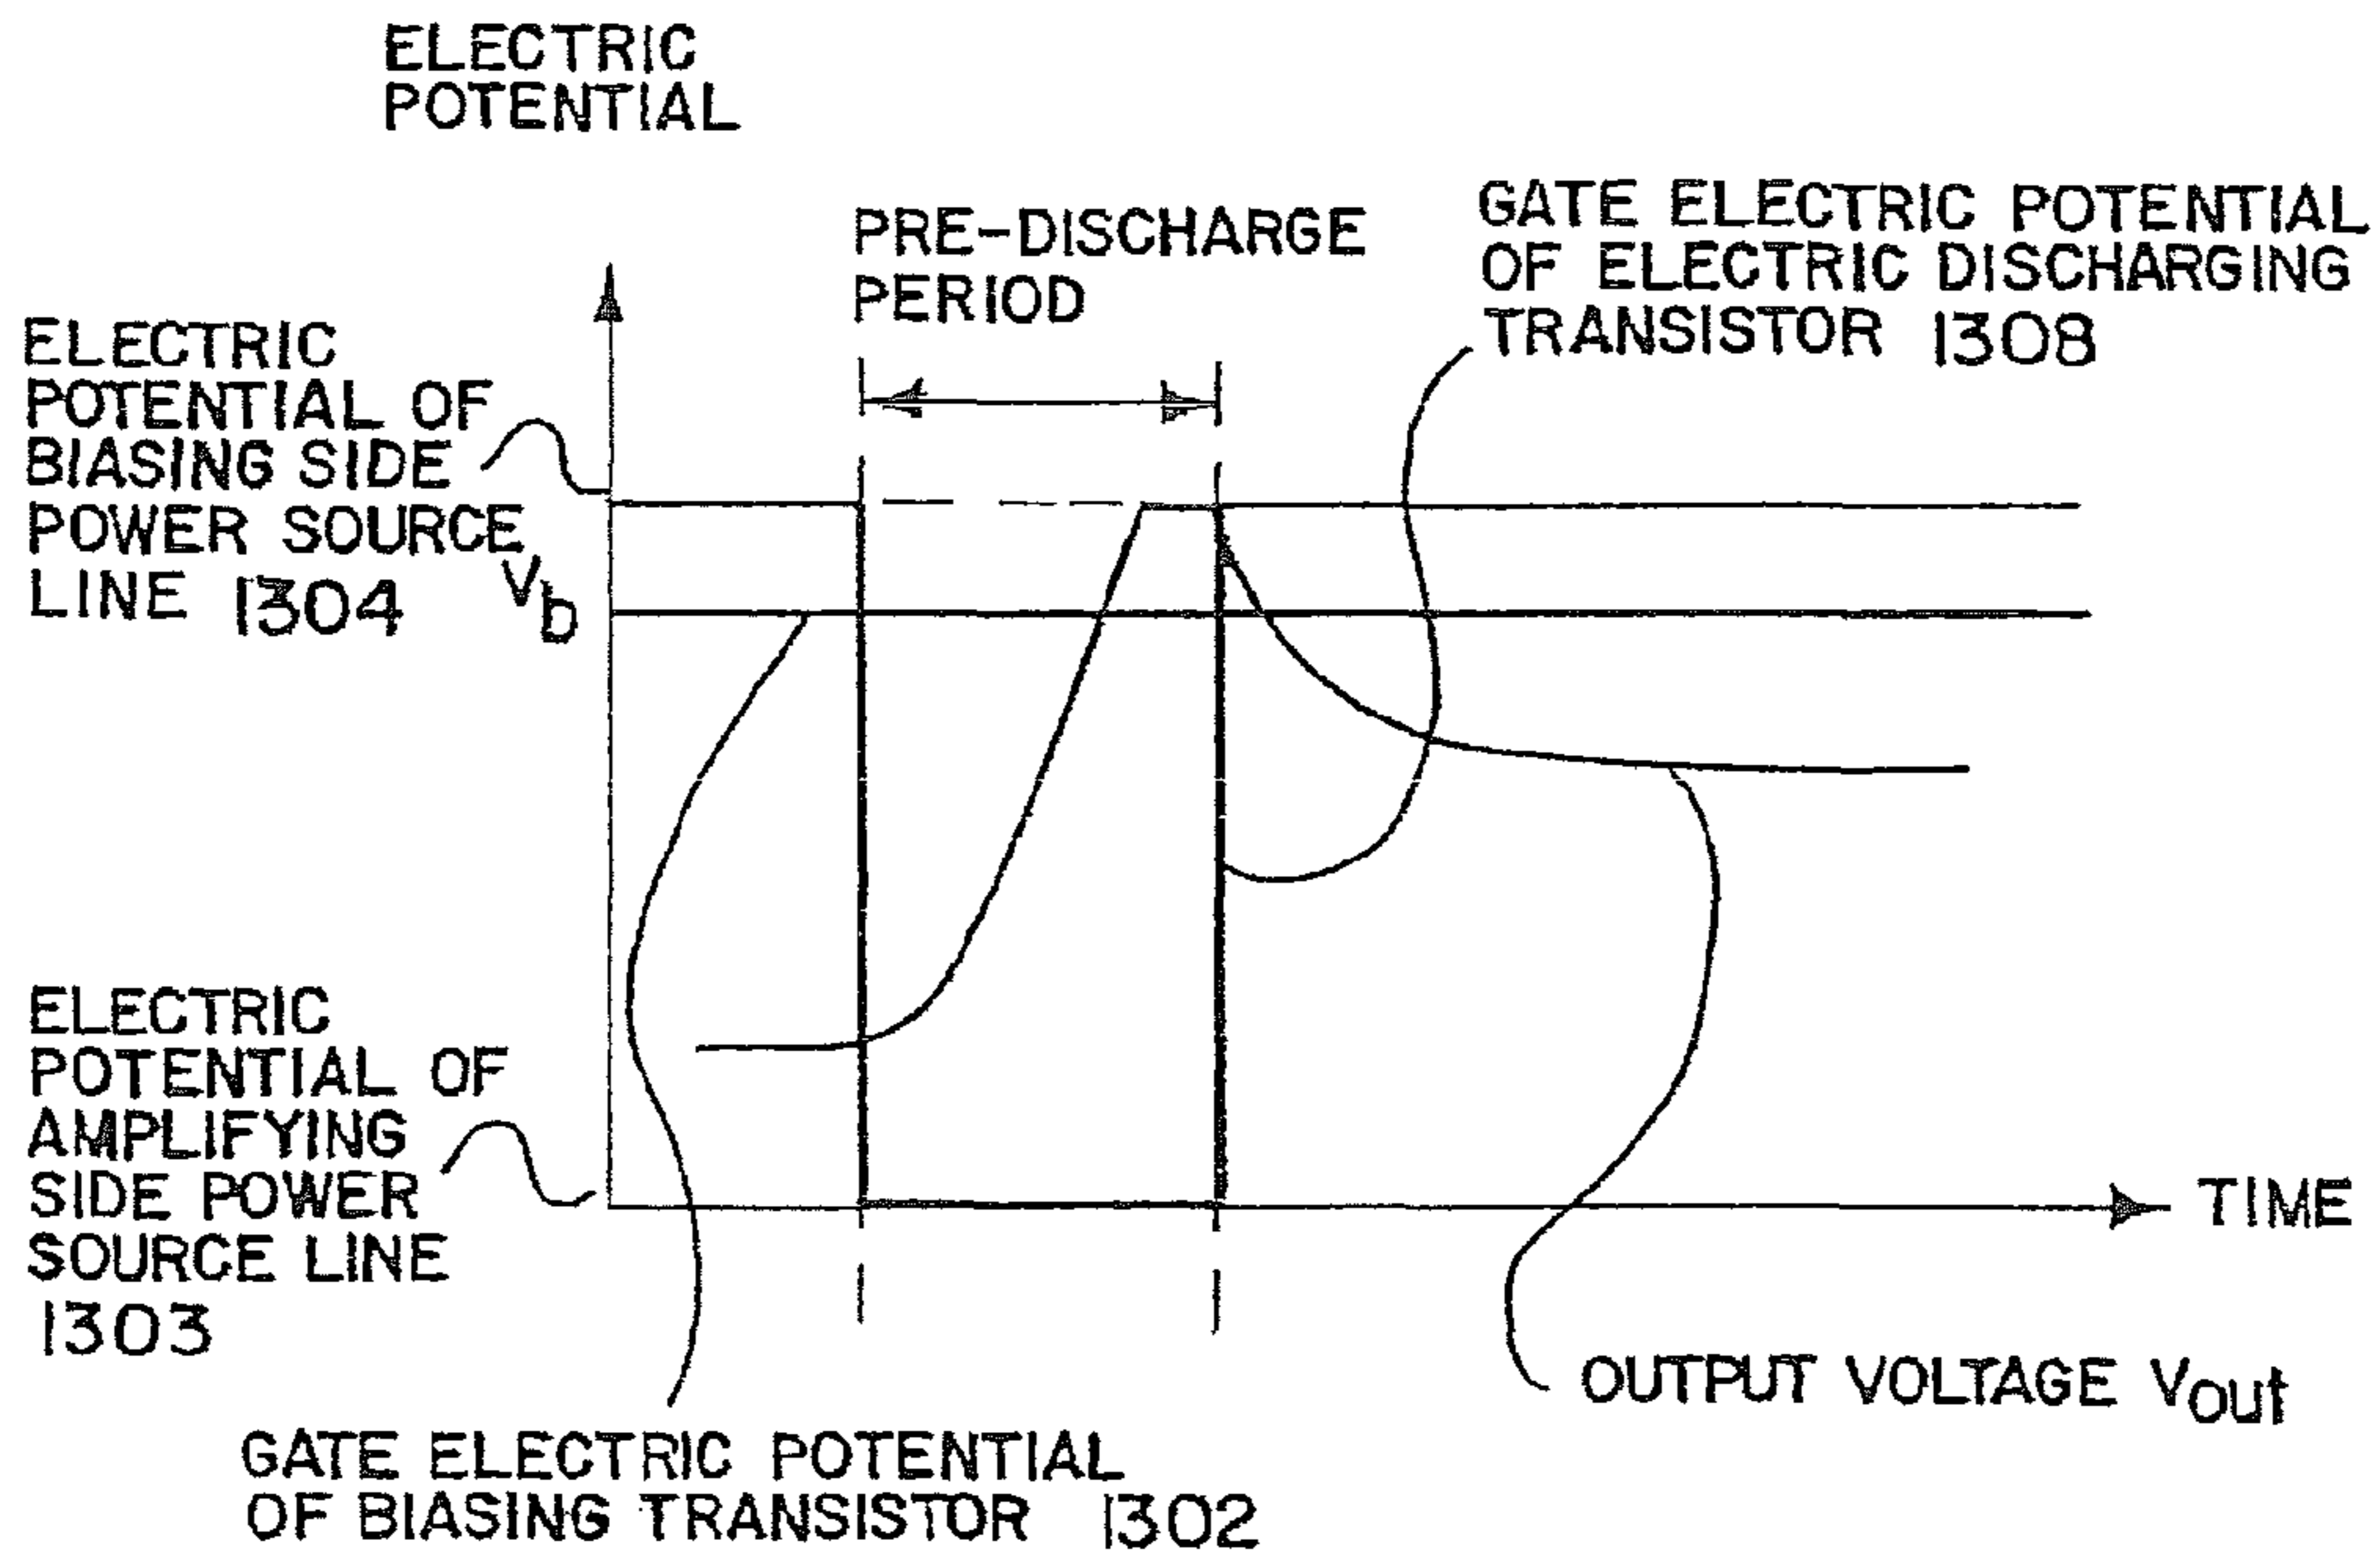 ELECTRIC
POTENTIAL
PRE-DISCHARGE
PERIOD
GATE ELECTRIC POTENTIAL
OF ELECTRIC DISCHARGING
TRANSISTOR 1308
ELECTRIC
POTENTIAL OF
BIASING SIDE
POWER SOURCE
LINE 1304
Vb
ELECTRIC
POTENTIAL OF
AMPLIFYING
SIDE POWER
SOURCE LINE
1303
TIME
OUTPUT VOLTAGE Vout
GATE ELECTRIC POTENTIAL
OF BIASING TRANSISTOR 1302